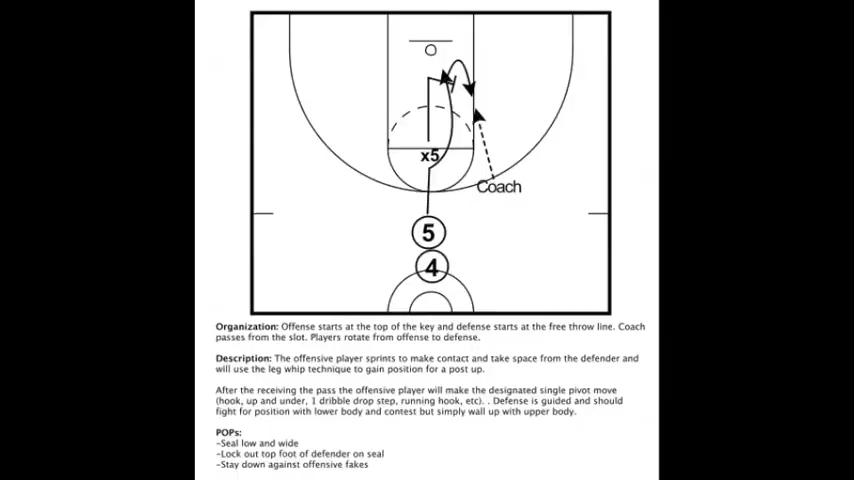 x5
Coach
5
4
Organization: Offense starts at the top of the key and defense starts at the free throw line. Coach
passes from the slot. Players rotate from offense to defense.
Description: The offensive player sprints to make contact and take space from the defender and
will use the leg whip technique to gain position for a post up.
After the receiving the pass the offensive player will make the designated single pivot move
(hook, up and under, 1 dribble drop step, running hook, etc). . Defense is guided and should
fight for position with lower body and contest but simply wall up with upper body.
POPs:
-Seal low and wide
-Lock out top foot of defender on seal
-Stay down against offensive fakes